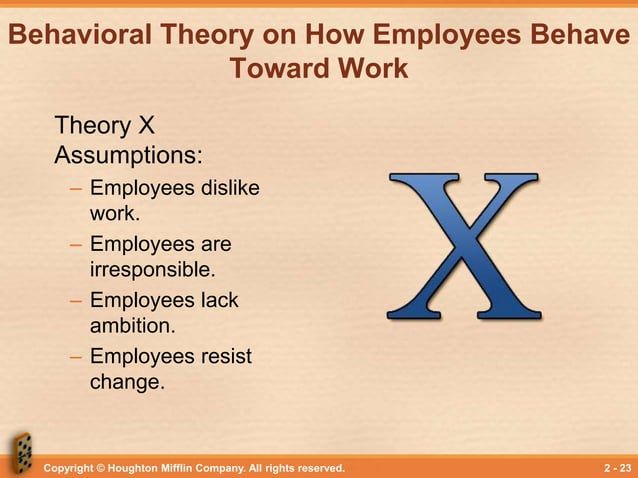 Behavioral Theory on How Employees Behave
Toward Work
Theory X
Assumptions:
– Employees dislike
work.
– Employees are
irresponsible.
– Employees lack
ambition.
– Employees resist
change.
X
Copyright © Houghton Mifflin Company. All rights reserved.
2 - 23